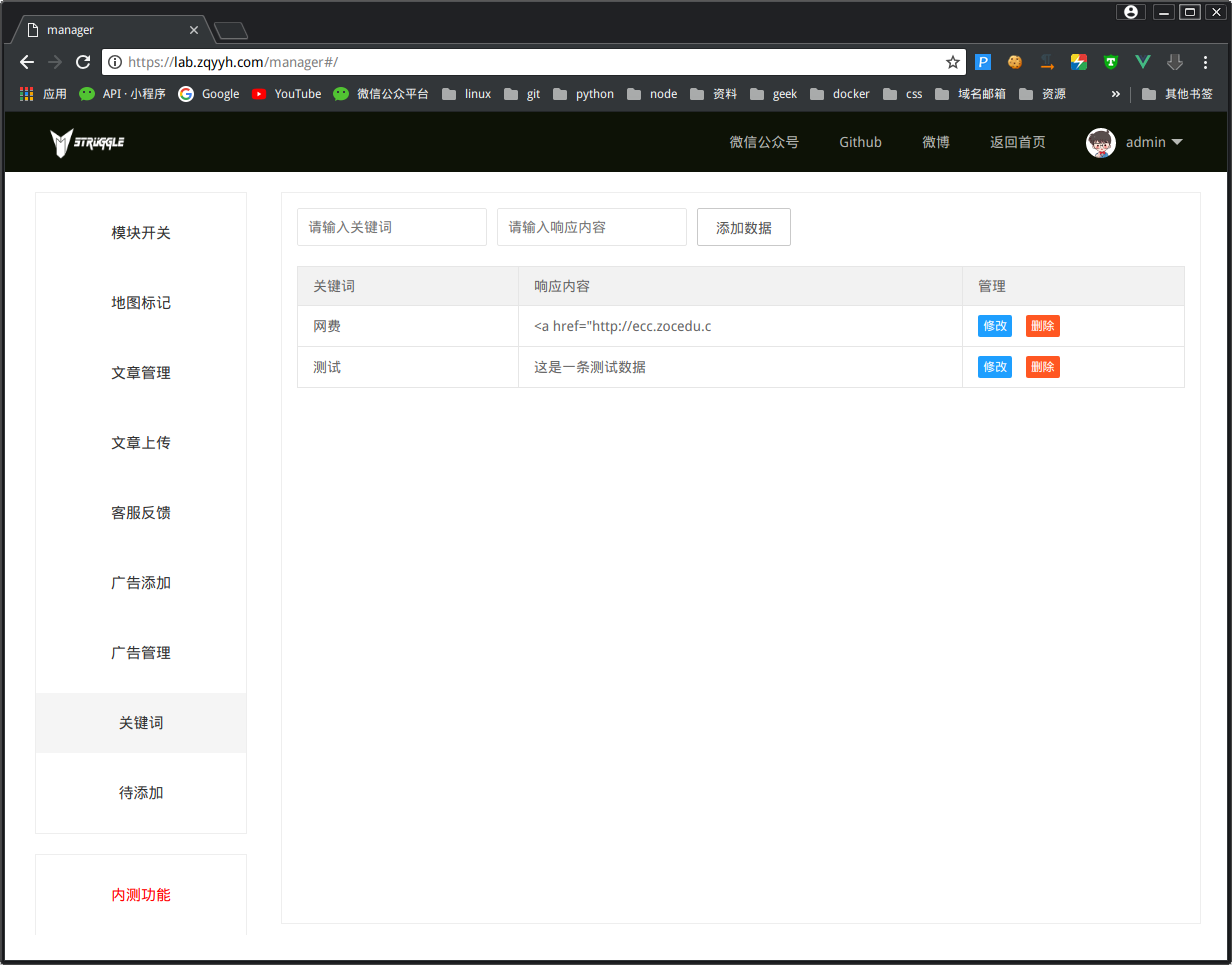 manager
https://lab.zqyyh.com/manager#/
应用 API · 小程序 Google YouTube 微信公众平台 linux git python node 资料 geek docker css 域名邮箱 资源 » 其他书签
STRUGGLE 微信公众号 Github 微博 返回首页 admin
模块开关
地图标记
文章管理
文章上传
客服反馈
广告添加
广告管理
关键词
待添加
内测功能
请输入关键词 请输入响应内容 添加数据
关键词 响应内容 管理
网费 <a href="http://ecc.zocedu.c 修改 删除
测试 这是一条测试数据 修改 删除